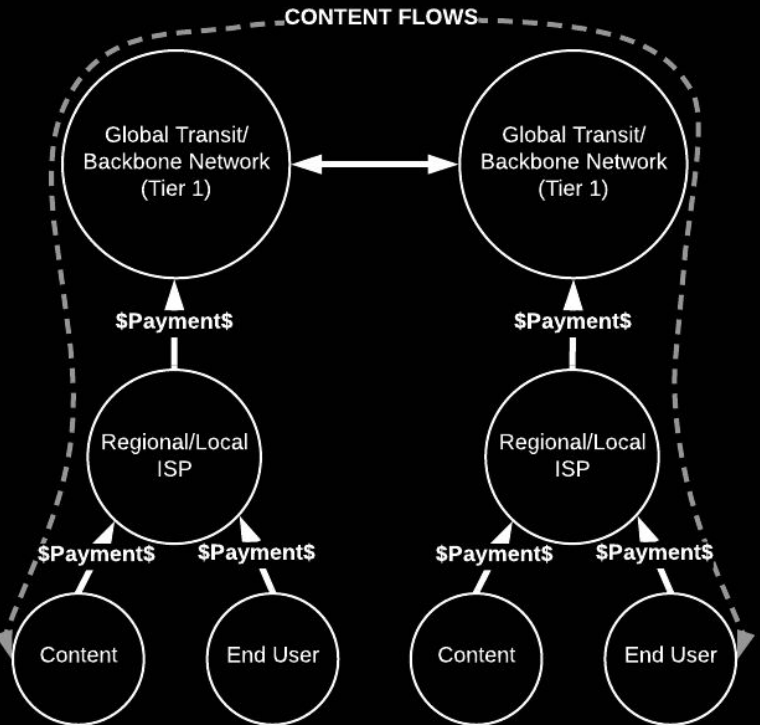 CONTENT FLOWS
Global Transit/
Backbone Network
(Tier 1)
Global Transit/
Backbone Network
(Tier 1)
$Payment$
$Payment$
Regional/Local
ISP
Regional/Local
ISP
$Payment$
$Payment$
$Payment$
$Payment$
Content
End User
Content
End User